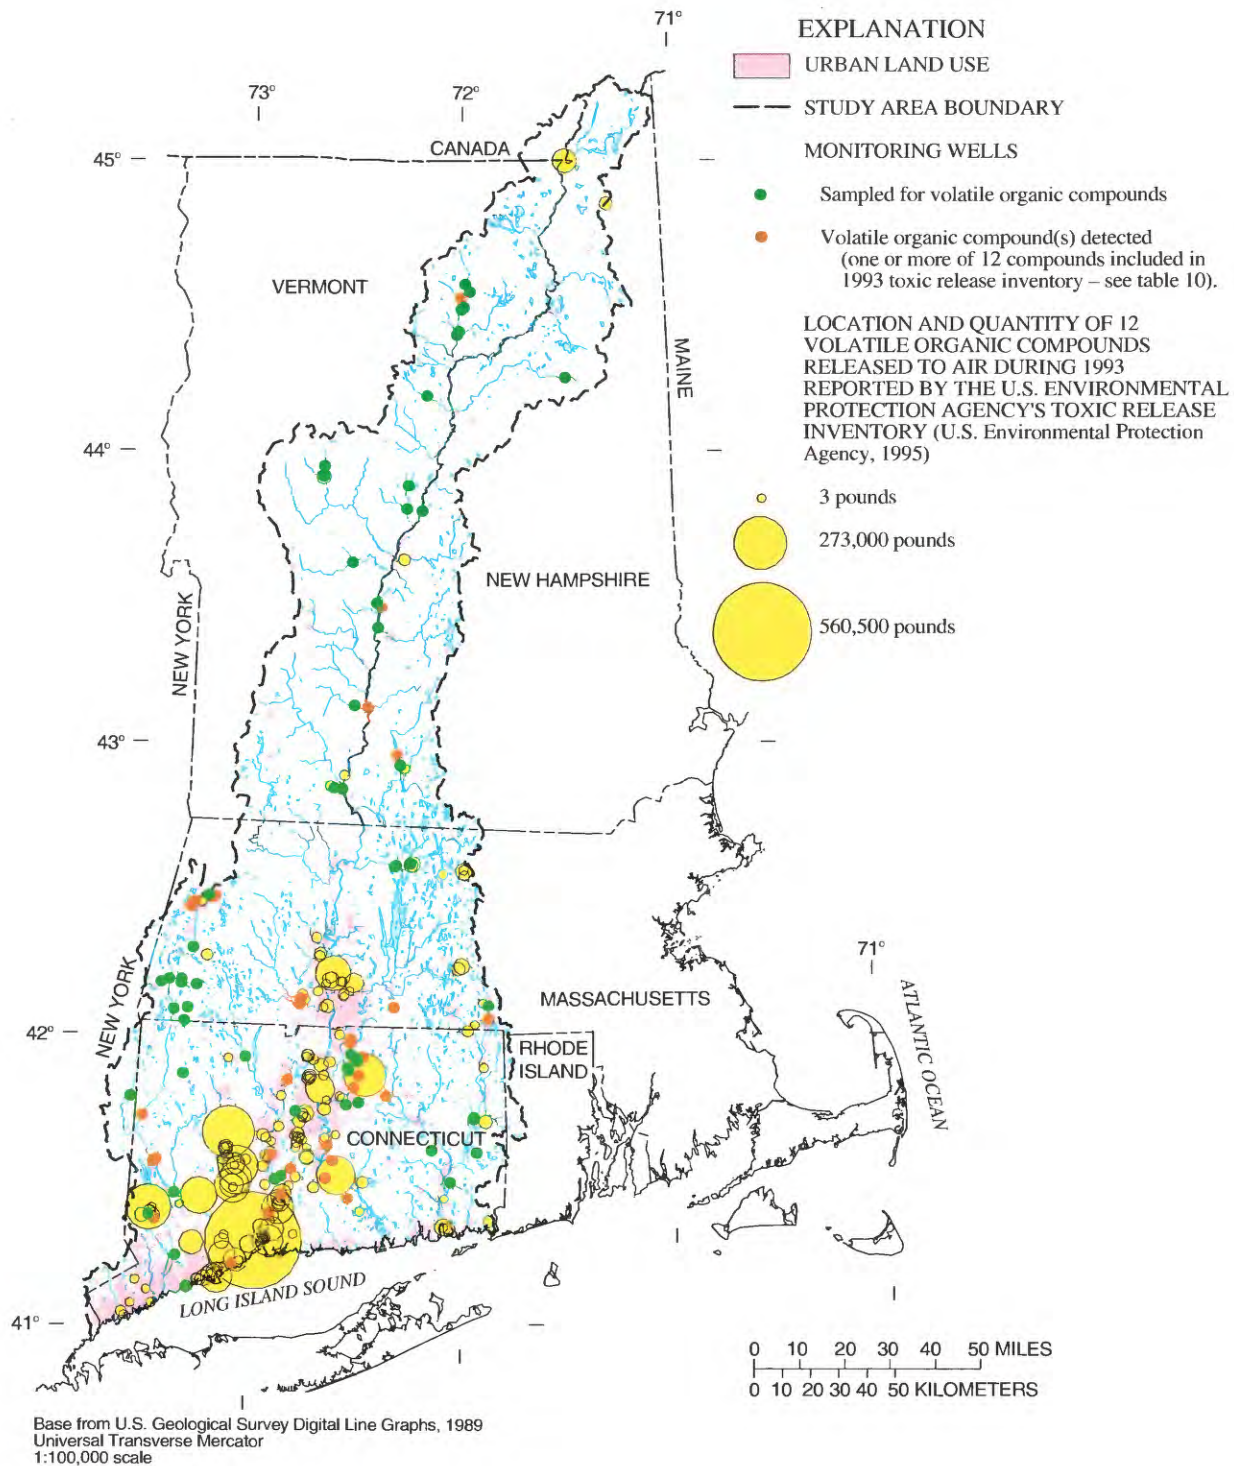 71°
EXPLANATION
URBAN LAND USE
STUDY AREA BOUNDARY
MONITORING WELLS
Sampled for volatile organic compounds
Volatile organic compound(s) detected
(one or more of 12 compounds included in
1993 toxic release inventory – see table 10).
LOCATION AND QUANTITY OF 12
VOLATILE ORGANIC COMPOUNDS
RELEASED TO AIR DURING 1993
REPORTED BY THE U.S. ENVIRONMENTAL
PROTECTION AGENCY'S TOXIC RELEASE
INVENTORY (U.S. Environmental Protection
Agency, 1995)
3 pounds
273,000 pounds
560,500 pounds
73°
72°
45°
CANADA
VERMONT
MAINE
44°
NEW HAMPSHIRE
NEW YORK
43°
NEW YORK
MASSACHUSETTS
71°
ATLANTIC OCEAN
42°
RHODE
ISLAND
CONNECTICUT
LONG ISLAND SOUND
41°
0 10 20 30 40 50 MILES
0 10 20 30 40 50 KILOMETERS
Base from U.S. Geological Survey Digital Line Graphs, 1989
Universal Transverse Mercator
1:100,000 scale